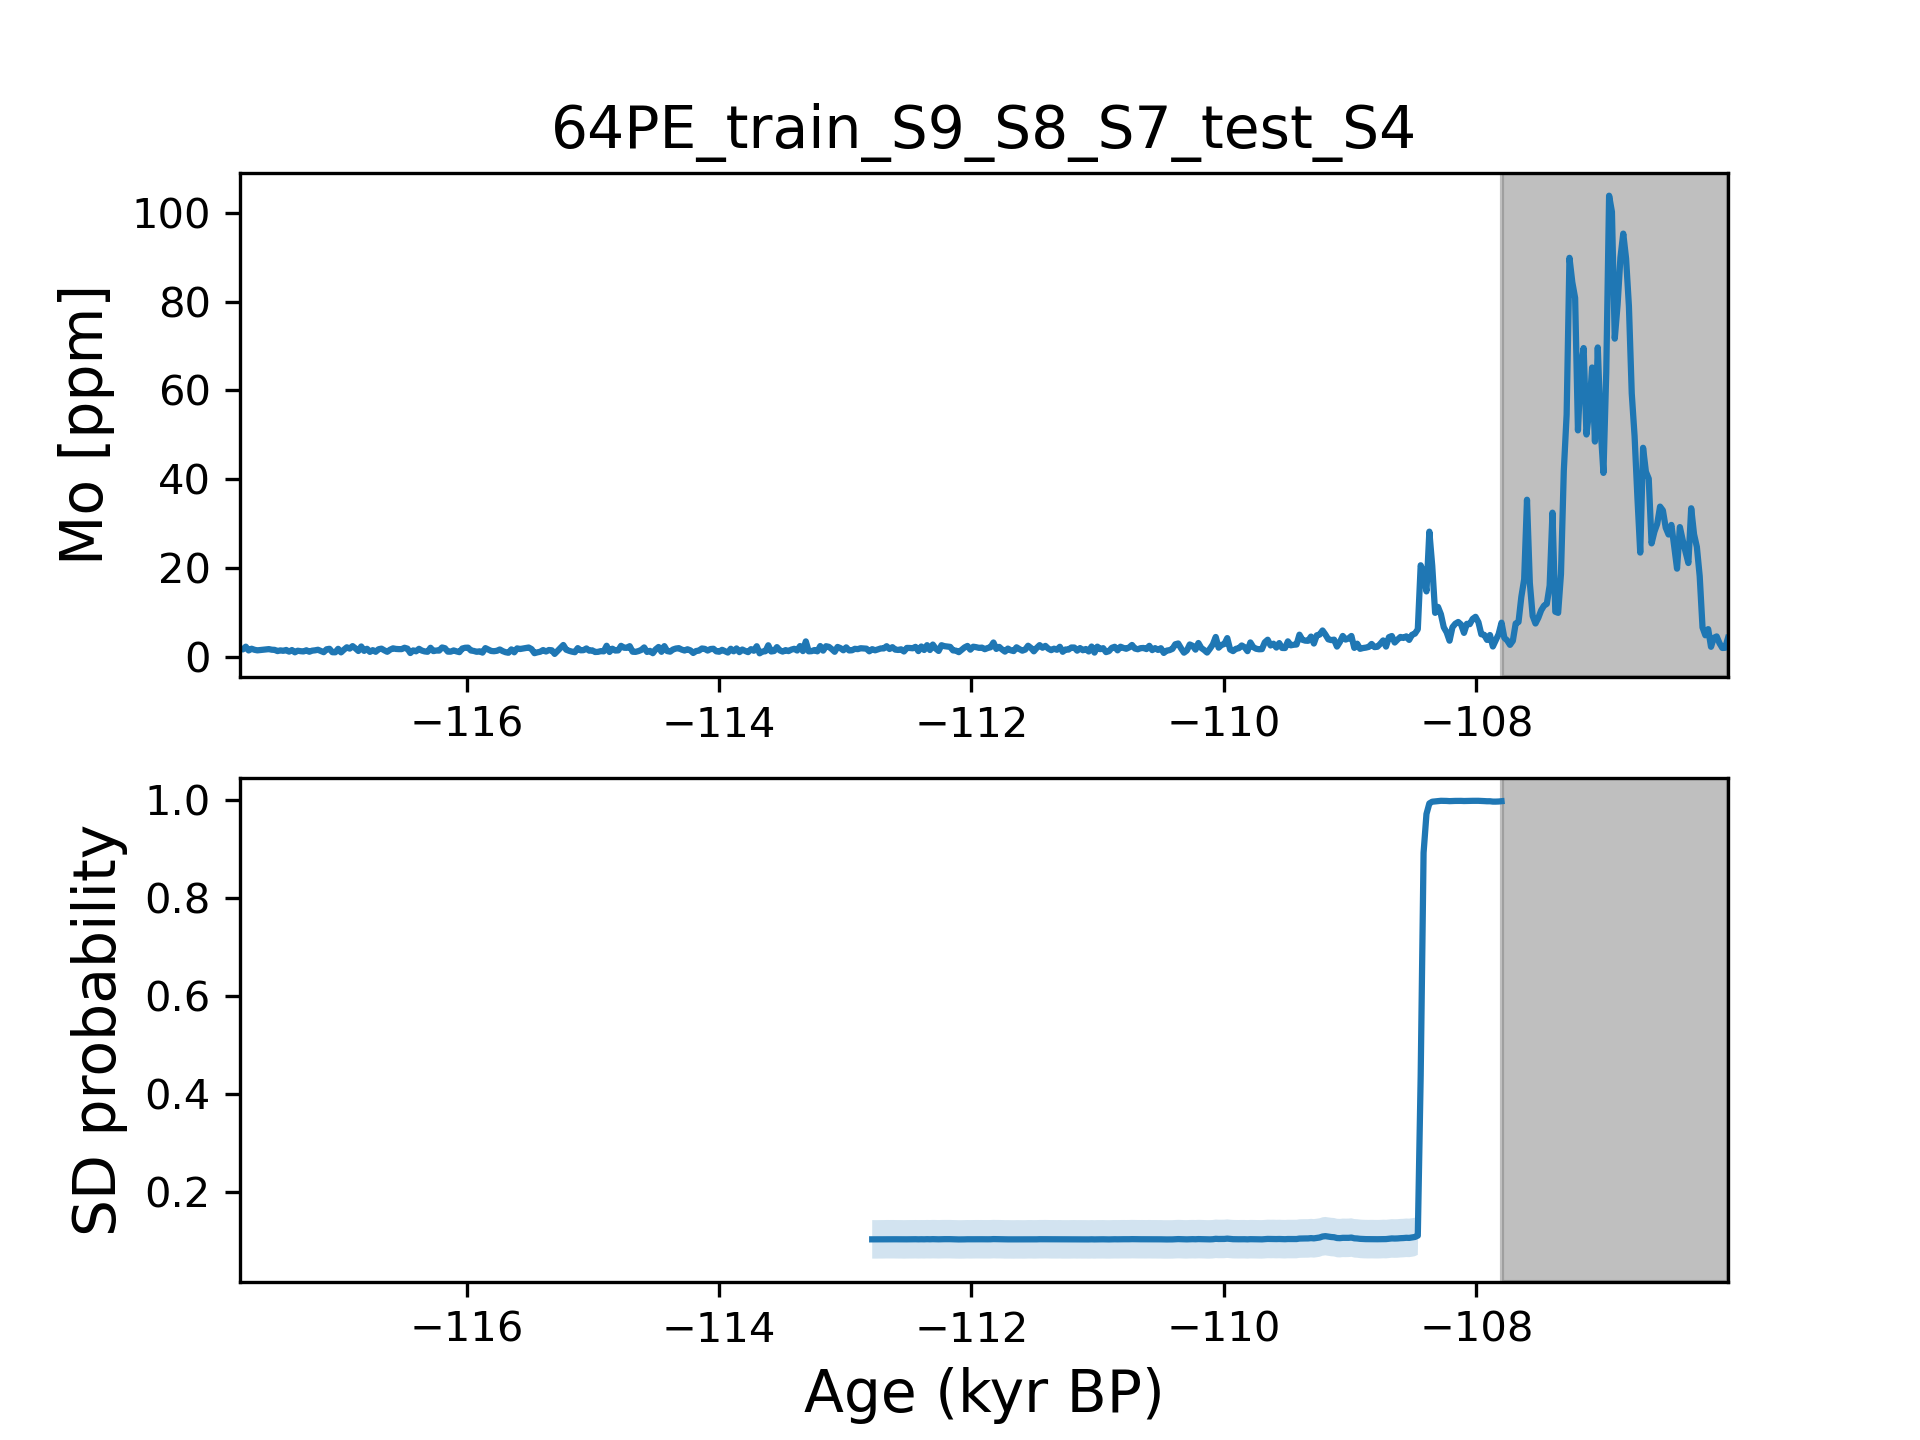 64PE_train_S9_S8_S7_test_S4
Mo [ppm]
100
80
60
40
20
0
−116 −114 −112 −110 −108
SD probability
1.0
0.8
0.6
0.4
0.2
−116 −114 −112 −110 −108
Age (kyr BP)